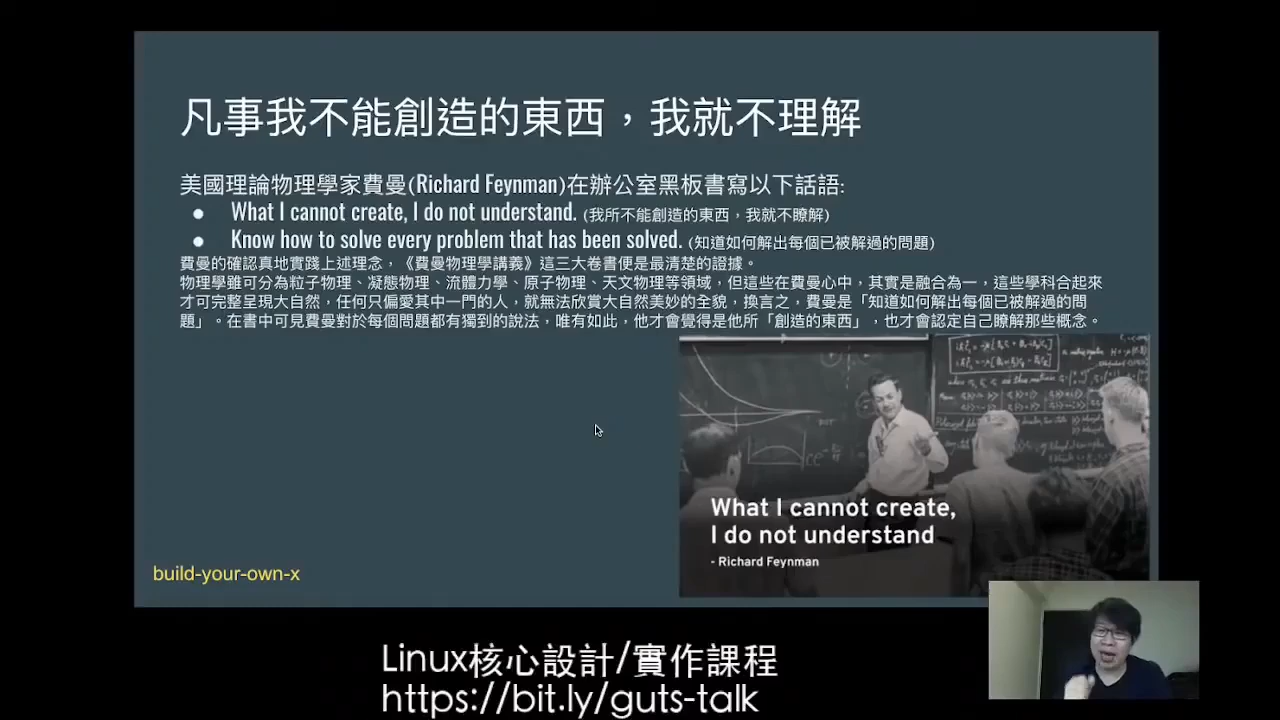 凡事我不能創造的東西，我就不理解
美國理論物理學家費曼(Richard Feynman)在辦公室黑板書寫以下話語:
● What I cannot create, I do not understand. (我所不能創造的東西，我就不瞭解)
● Know how to solve every problem that has been solved. (知道如何解出每個已被解過的問題)
費曼的確認真地實踐上述理念，《費曼物理學講義》這三大卷書便是最清楚的證據。
物理學雖可分為粒子物理、凝態物理、流體力學、原子物理、天文物理等領域，但這些在費曼心中，其實是融合為一，這些學科合起來
才可完整呈現大自然，任何只偏愛其中一門的人，就無法欣賞大自然美妙的全貌，換言之，費曼是「知道如何解出每個已被解過的問
題」。在書中可見費曼對於每個問題都有獨到的說法，唯有如此，他才會覺得是他所「創造的東西」，也才會認定自己瞭解那些概念。
What I cannot create,
I do not understand
- Richard Feynman
build-your-own-x
Linux核心設計/實作課程
https://bit.ly/guts-talk